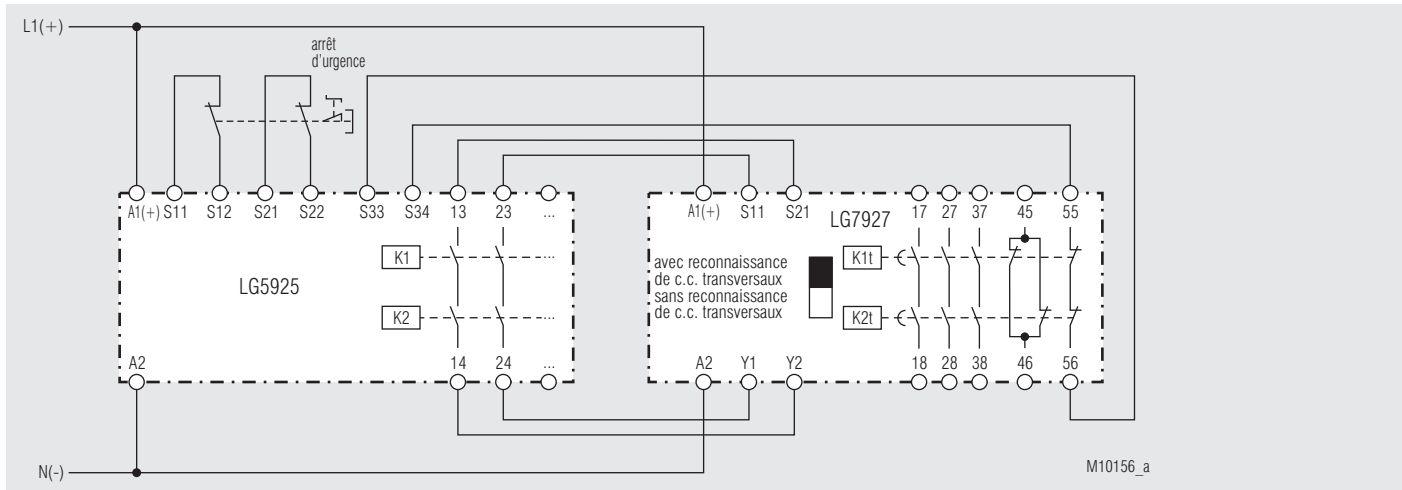 L1(+)
arrêt
d'urgence
A1(+) S11 S12 S21 S22 S33 S34 13 23 ...
A1(+) S11 S21 LG7927 17 27 37 45 55
K1 ...
LG5925
K2 ...
avec reconnaissance
de c.c. transversaux
sans reconnaissance
de c.c. transversaux
K1t
K2t
A2 14 24 ...
A2 Y1 Y2 18 28 38 46 56
N(-)
M10156_a